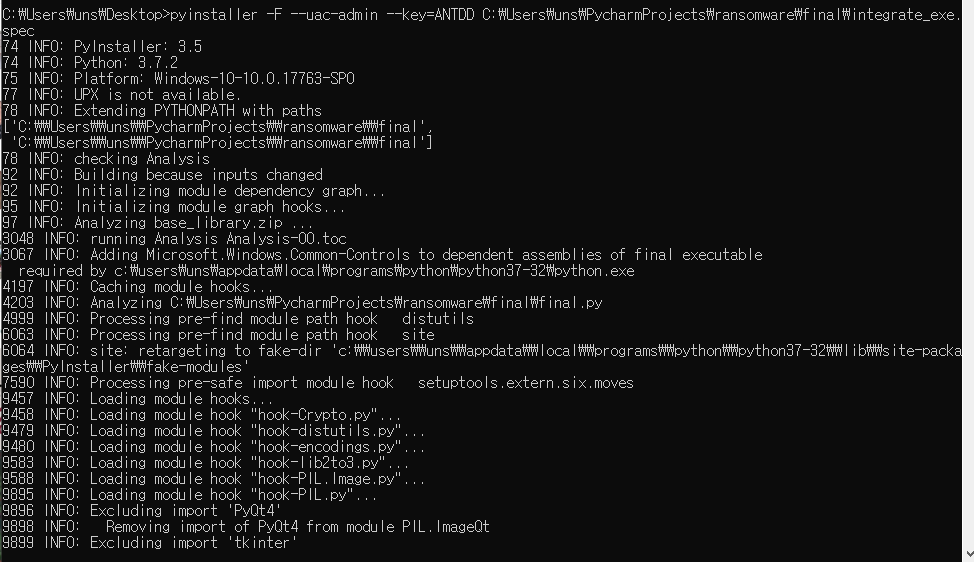 C:₩Users₩uns₩Desktop>pyinstaller -F --uac-admin --key=ANTDD C:₩Users₩uns₩PycharmProjects₩ransomware₩final₩integrate_exe.
spec
74 INFO: PyInstaller: 3.5
74 INFO: Python: 3.7.2
75 INFO: Platform: Windows-10-10.0.17763-SP0
77 INFO: UPX is not available.
78 INFO: Extending PYTHONPATH with paths
['C:₩₩Users₩₩uns₩₩PycharmProjects₩₩ransomware₩₩final',
 'C:₩₩Users₩₩uns₩₩PycharmProjects₩₩ransomware₩₩final']
78 INFO: checking Analysis
92 INFO: Building because inputs changed
92 INFO: Initializing module dependency graph...
95 INFO: Initializing module graph hooks...
97 INFO: Analyzing base_library.zip ...
3048 INFO: running Analysis Analysis-00.toc
3067 INFO: Adding Microsoft.Windows.Common-Controls to dependent assemblies of final executable
  required by c:₩users₩uns₩appdata₩local₩programs₩python₩python37-32₩python.exe
4197 INFO: Caching module hooks...
4203 INFO: Analyzing C:₩Users₩uns₩PycharmProjects₩ransomware₩final₩final.py
4999 INFO: Processing pre-find module path hook   distutils
6063 INFO: Processing pre-find module path hook   site
6064 INFO: site: retargeting to fake-dir 'c:₩₩users₩₩uns₩₩appdata₩₩local₩₩programs₩₩python₩₩python37-32₩₩lib₩₩site-packa
ges₩₩PyInstaller₩₩fake-modules'
7590 INFO: Processing pre-safe import module hook   setuptools.extern.six.moves
9457 INFO: Loading module hooks...
9458 INFO: Loading module hook "hook-Crypto.py"...
9479 INFO: Loading module hook "hook-distutils.py"...
9480 INFO: Loading module hook "hook-encodings.py"...
9583 INFO: Loading module hook "hook-lib2to3.py"...
9588 INFO: Loading module hook "hook-PIL.Image.py"...
9895 INFO: Loading module hook "hook-PIL.py"...
9896 INFO: Excluding import 'PyQt4'
9898 INFO:   Removing import of PyQt4 from module PIL.ImageQt
9899 INFO: Excluding import 'tkinter'